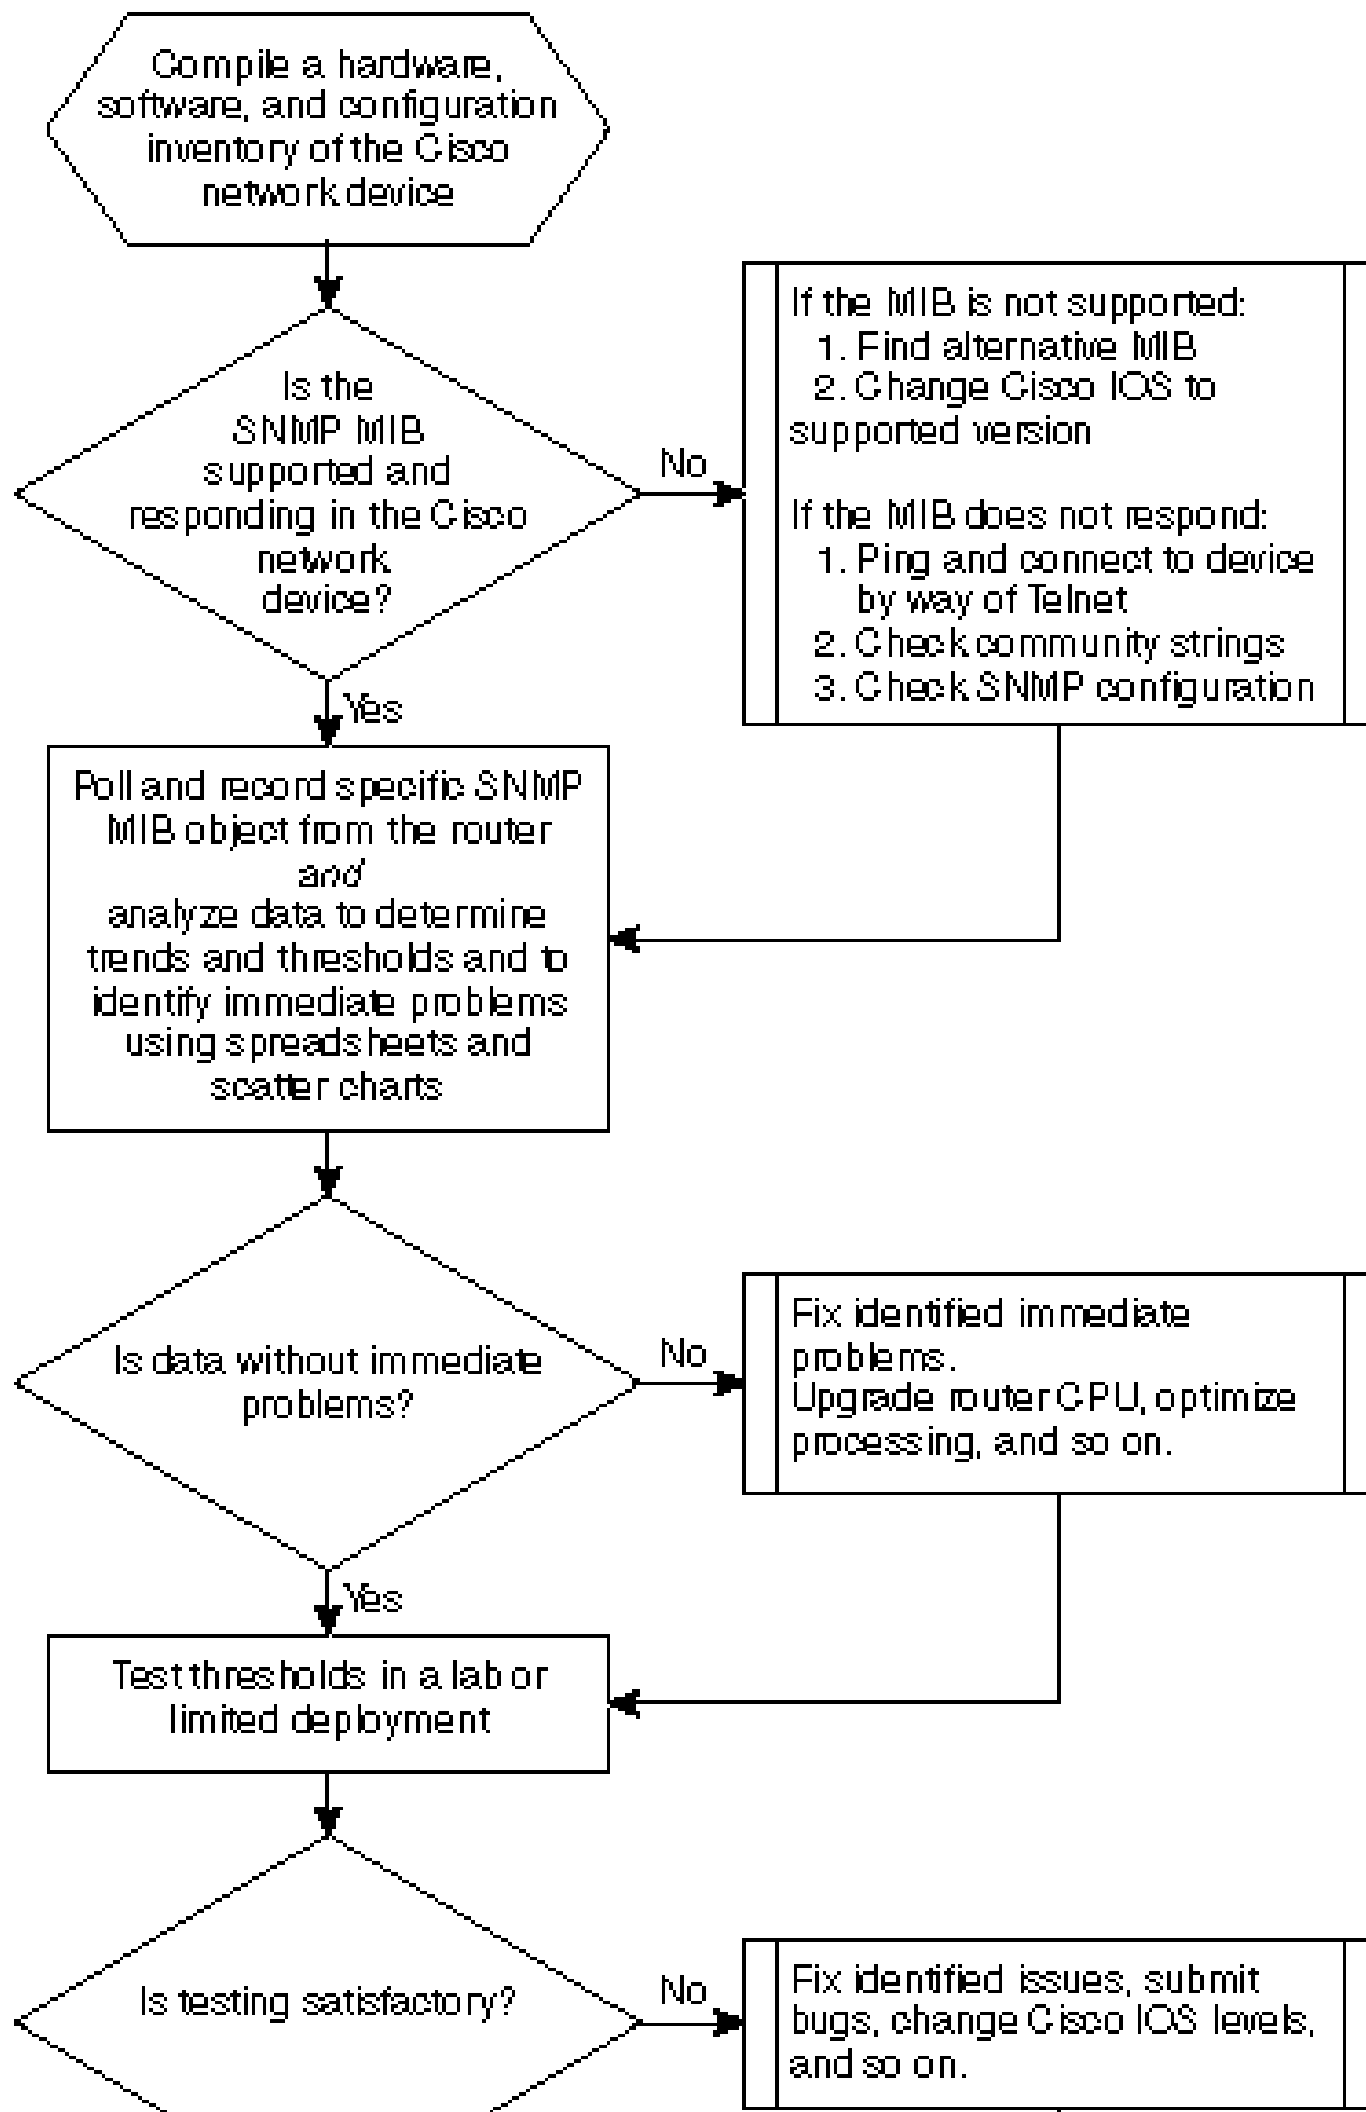 Compile a hardware,
software, and configuration
inventory of the Cisco
network device
Is the
SNMP MIB
supported and
responding in the Cisco
network
device?
No
If the MIB is not supported:
1. Find alternative MIB
2. Change Cisco IOS to
supported version
If the MIB does not respond:
1. Ping and connect to device
by way of Telnet
2. Check community strings
3. Check SNMP configuration
Yes
Poll and record specific SNMP
MIB object from the router
and
analyze data to determine
trends and thresholds and to
identify immediate problems
using spreadsheets and
scatter charts
Is data without immediate
problems?
No
Fix identified immediate
problems.
Upgrade router CPU, optimize
processing, and so on.
Yes
Test thresholds in a lab or
limited deployment
Is testing satisfactory?
No
Fix identified issues, submit
bugs, change Cisco IOS levels,
and so on.